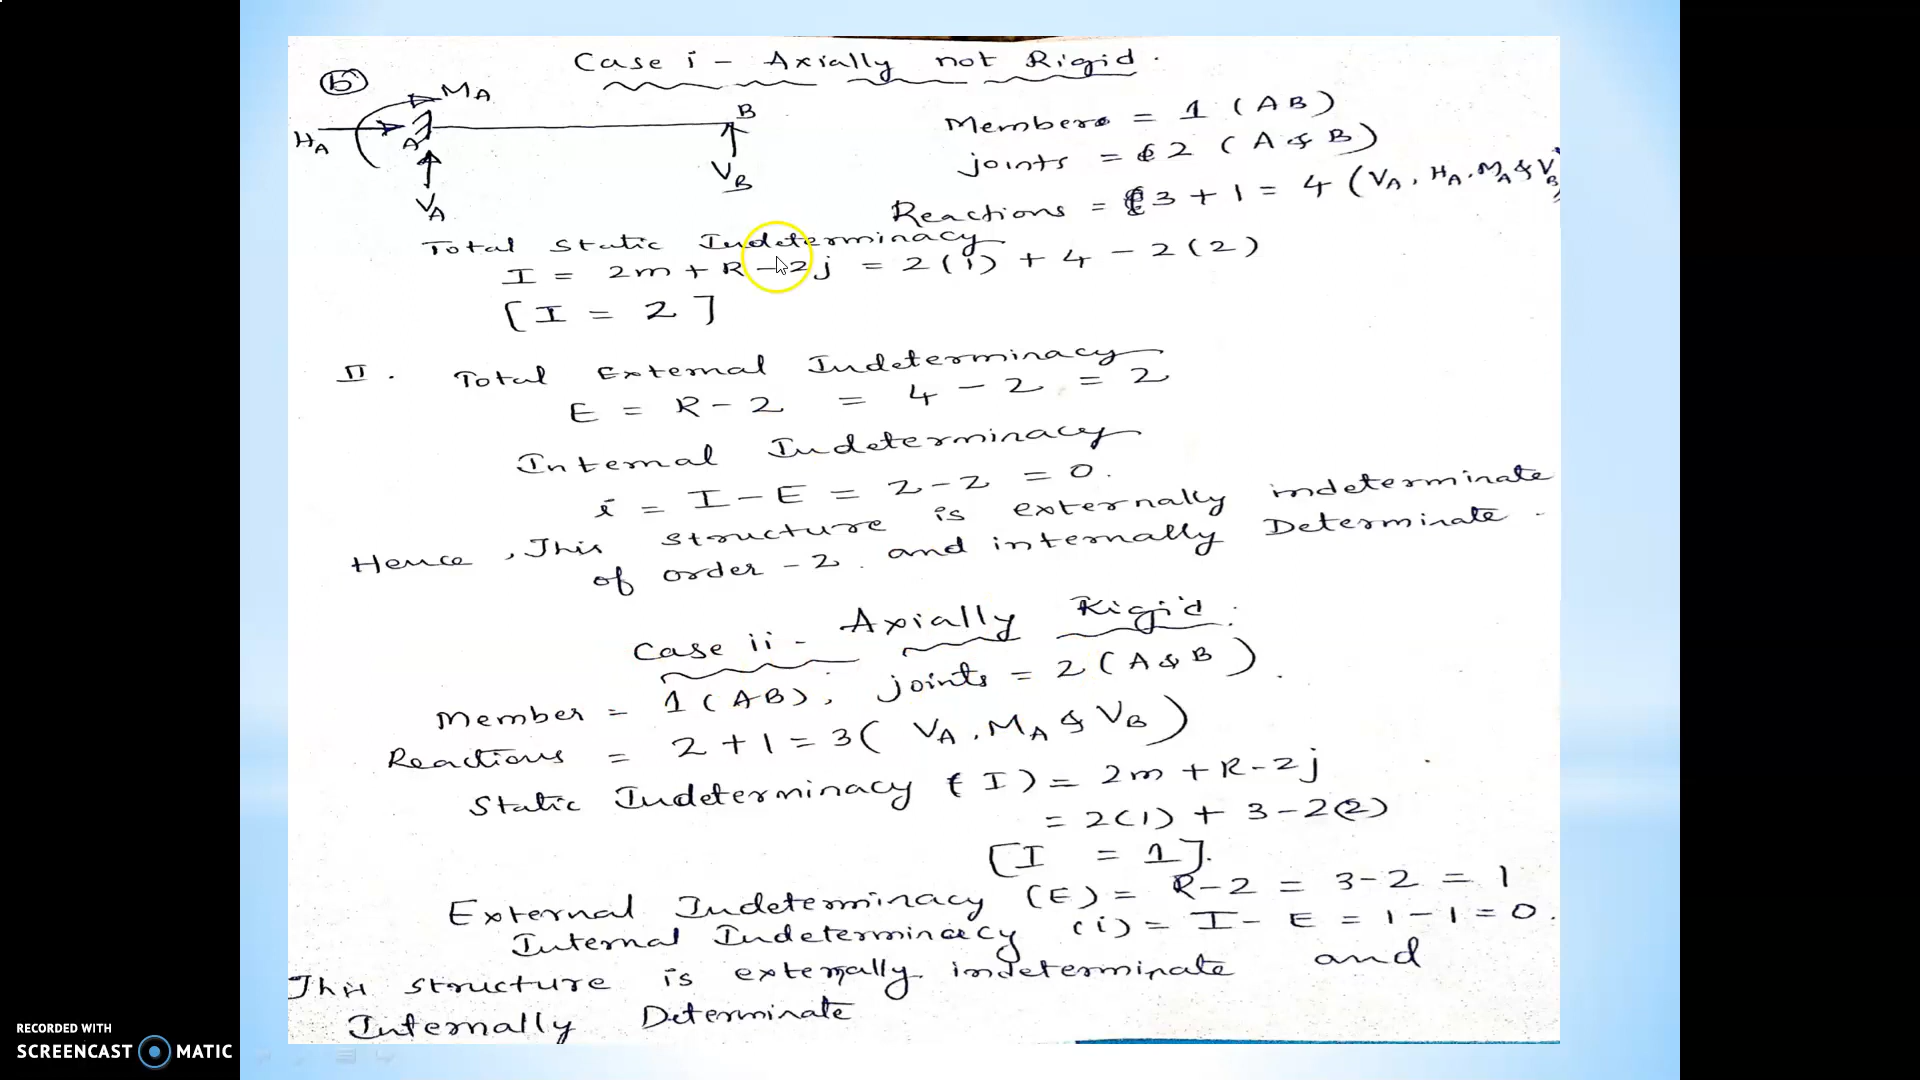 Case i - Axially not Rigid.
5
MA
HA
A
B
VA
VB
Members = 1 (AB)
joints = 2 (A & B)
Reactions = 3 + 1 = 4 (VA, HA, MA & VB)
Total Static Indeterminacy
I = 2m + R - 2j = 2(1) + 4 - 2(2)
[I = 2]
II. Total External Indeterminacy
E = R - 2 = 4 - 2 = 2
Internal Indeterminacy
i = I - E = 2 - 2 = 0.
Hence, This structure is externally indeterminate
of order - 2. and internally Determinate.
Case ii - Axially Rigid.
Member = 1 (AB), joints = 2 (A & B).
Reactions = 2 + 1 = 3 (VA, MA & VB)
Static Indeterminacy (I) = 2m + R - 2j
= 2(1) + 3 - 2(2)
[I = 1].
External Indeterminacy (E) = R - 2 = 3 - 2 = 1
Internal Indeterminacy (i) = I - E = 1 - 1 = 0.
This structure is externally indeterminate and
Internally Determinate
RECORDED WITH
SCREENCAST MATIC